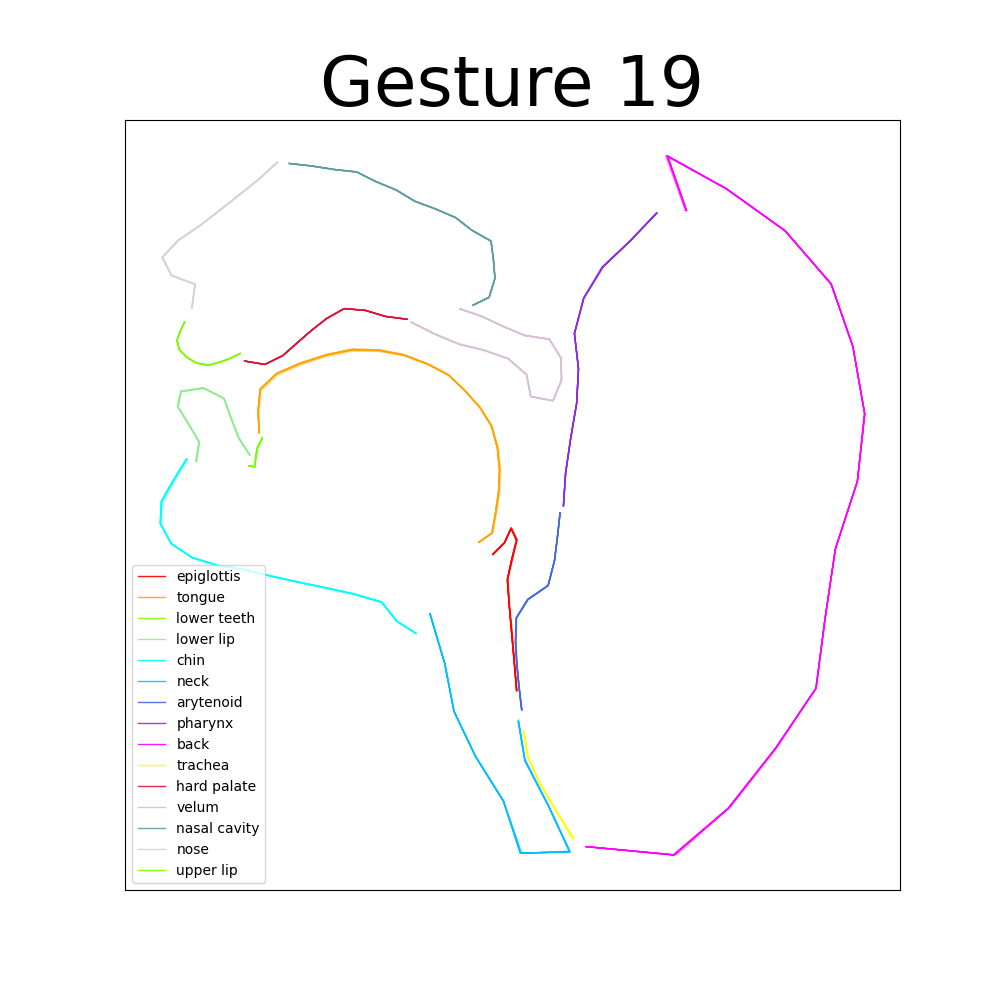 Gesture 19
epiglottis
tongue
lower teeth
lower lip
chin
neck
arytenoid
pharynx
back
trachea
hard palate
velum
nasal cavity
nose
upper lip